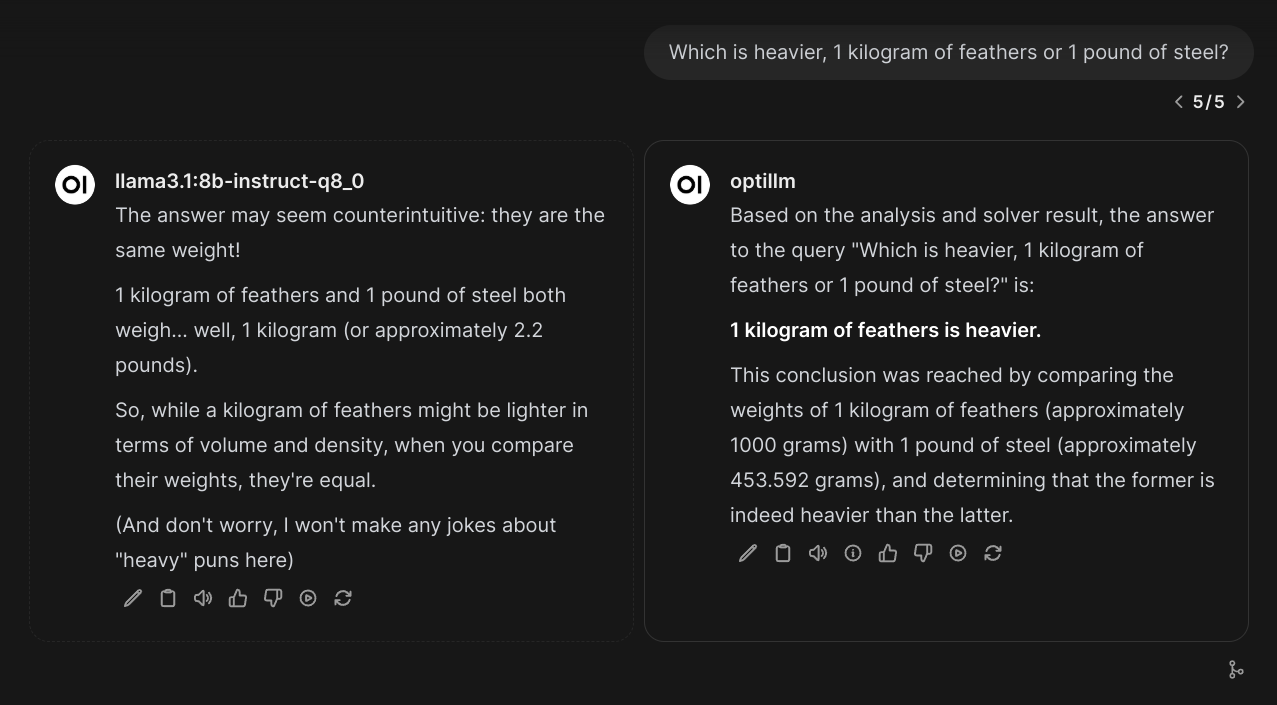 Which is heavier, 1 kilogram of feathers or 1 pound of steel?
5/5
OI
llama3.1:8b-instruct-q8_0
The answer may seem counterintuitive: they are the
same weight!
1 kilogram of feathers and 1 pound of steel both
weigh... well, 1 kilogram (or approximately 2.2
pounds).
So, while a kilogram of feathers might be lighter in
terms of volume and density, when you compare
their weights, they're equal.
(And don't worry, I won't make any jokes about
"heavy" puns here)
OI
optillm
Based on the analysis and solver result, the answer
to the query "Which is heavier, 1 kilogram of
feathers or 1 pound of steel?" is:
1 kilogram of feathers is heavier.
This conclusion was reached by comparing the
weights of 1 kilogram of feathers (approximately
1000 grams) with 1 pound of steel (approximately
453.592 grams), and determining that the former is
indeed heavier than the latter.